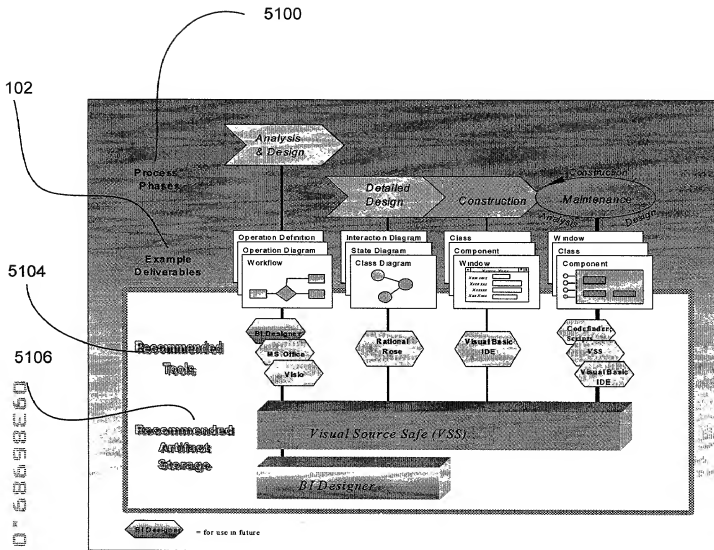 5100
102
5104
5106
Analysis
& Design
Process
Phases
Detailed
Design
Construction
Construction
Maintenance
Analysis
Design
Example
Deliverables
Operation Definition
Operation Diagram
Workflow
Interaction Diagram
State Diagram
Class Diagram
Class
Component
Window
Window
Class
Component
Recommended
Tools
BI Designer
MS Office
Visio
Rational
Rose
Visual Basic
IDE
Codefinder
Scripts
VSS
Visual Basic
IDE
Recommended
Artifact
Storage
Visual Source Safe (VSS)
BI Designer
BI Designer
= for use in future